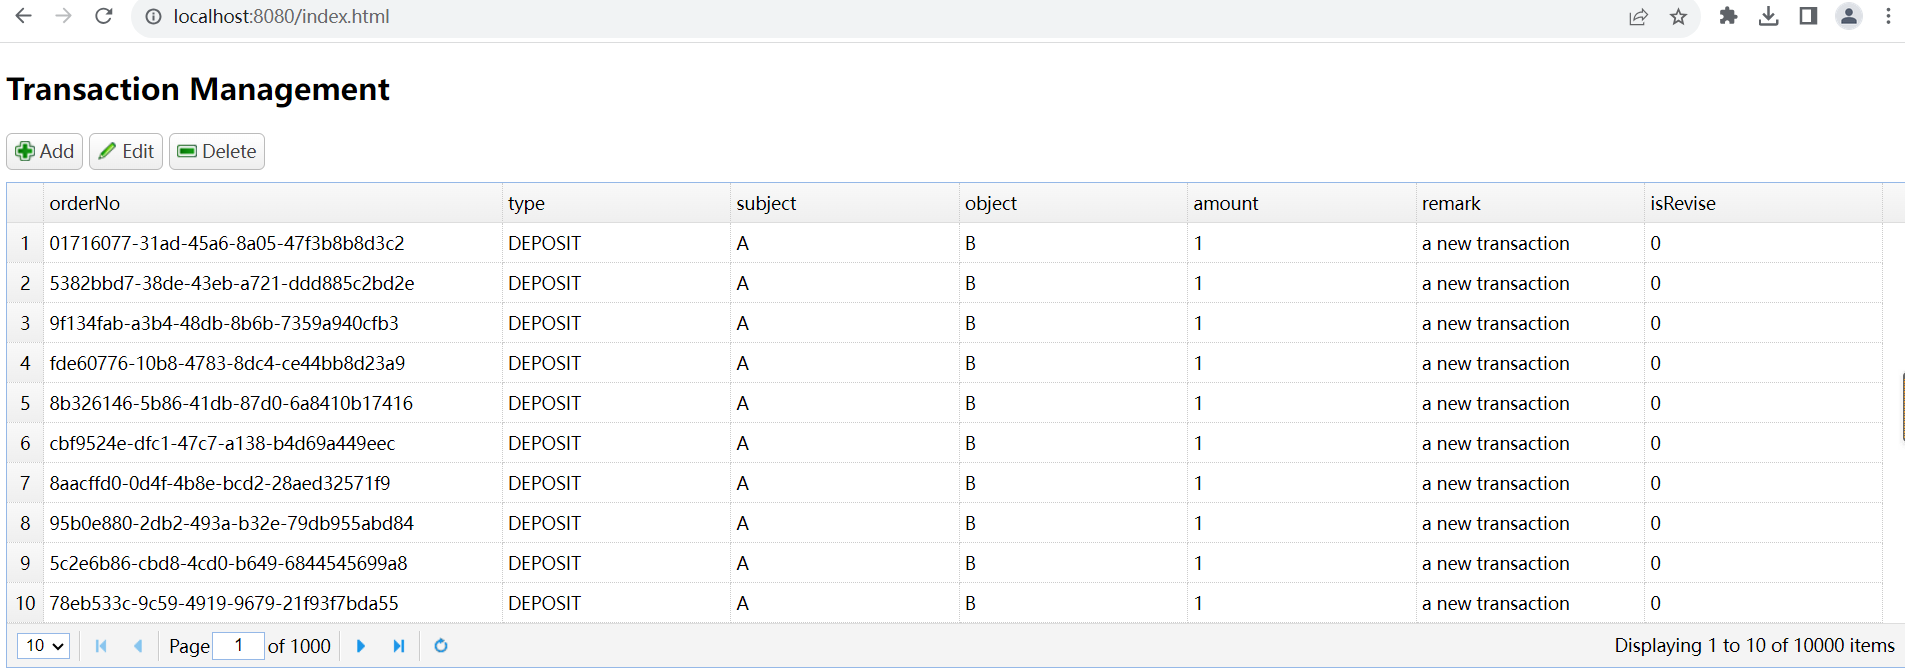 localhost:8080/index.html
Transaction Management
Add Edit Delete
orderNo type subject object amount remark isRevise
1 01716077-31ad-45a6-8a05-47f3b8b8d3c2 DEPOSIT A B 1 a new transaction 0
2 5382bbd7-38de-43eb-a721-ddd885c2bd2e DEPOSIT A B 1 a new transaction 0
3 9f134fab-a3b4-48db-8b6b-7359a940cfb3 DEPOSIT A B 1 a new transaction 0
4 fde60776-10b8-4783-8dc4-ce44bb8d23a9 DEPOSIT A B 1 a new transaction 0
5 8b326146-5b86-41db-87d0-6a8410b17416 DEPOSIT A B 1 a new transaction 0
6 cbf9524e-dfc1-47c7-a138-b4d69a449eec DEPOSIT A B 1 a new transaction 0
7 8aacffd0-0d4f-4b8e-bcd2-28aed32571f9 DEPOSIT A B 1 a new transaction 0
8 95b0e880-2db2-493a-b32e-79db955abd84 DEPOSIT A B 1 a new transaction 0
9 5c2e6b86-cbd8-4cd0-b649-6844545699a8 DEPOSIT A B 1 a new transaction 0
10 78eb533c-9c59-4919-9679-21f93f7bda55 DEPOSIT A B 1 a new transaction 0
10 Page 1 of 1000 Displaying 1 to 10 of 10000 items